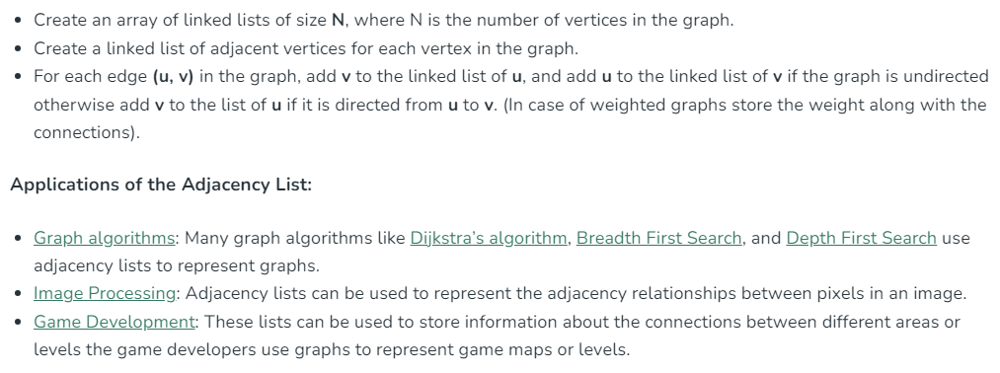 • Create an array of linked lists of size N, where N is the number of vertices in the graph.
• Create a linked list of adjacent vertices for each vertex in the graph.
• For each edge (u, v) in the graph, add v to the linked list of u, and add u to the linked list of v if the graph is undirected
otherwise add v to the list of u if it is directed from u to v. (In case of weighted graphs store the weight along with the
connections).
Applications of the Adjacency List:
• Graph algorithms: Many graph algorithms like Dijkstra's algorithm, Breadth First Search, and Depth First Search use
adjacency lists to represent graphs.
• Image Processing: Adjacency lists can be used to represent the adjacency relationships between pixels in an image.
• Game Development: These lists can be used to store information about the connections between different areas or
levels the game developers use graphs to represent game maps or levels.